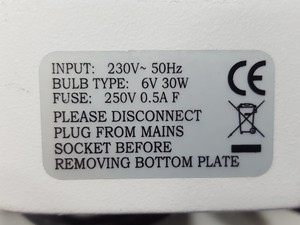 INPUT: 230V~ 50Hz
BULB TYPE: 6V 30W
FUSE: 250V 0.5A F
PLEASE DISCONNECT
PLUG FROM MAINS
SOCKET BEFORE
REMOVING BOTTOM PLATE
CE